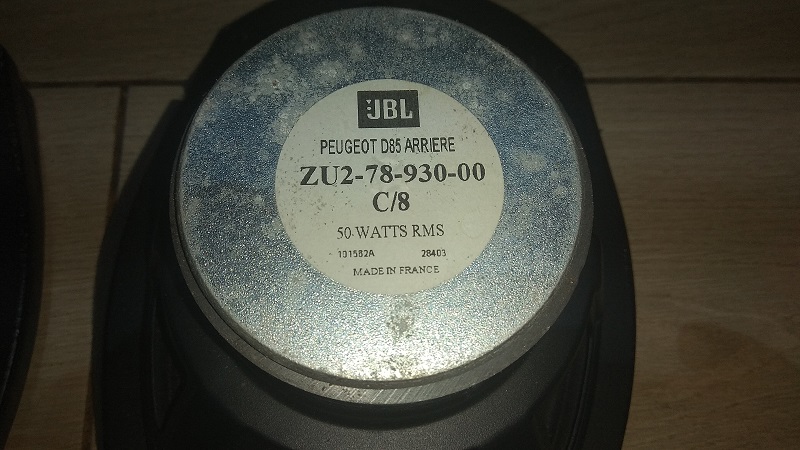 JBL
PEUGEOT D85 ARRIERE
ZU2-78-930-00
C/8
50-WATTS RMS
101582A 28403
MADE IN FRANCE